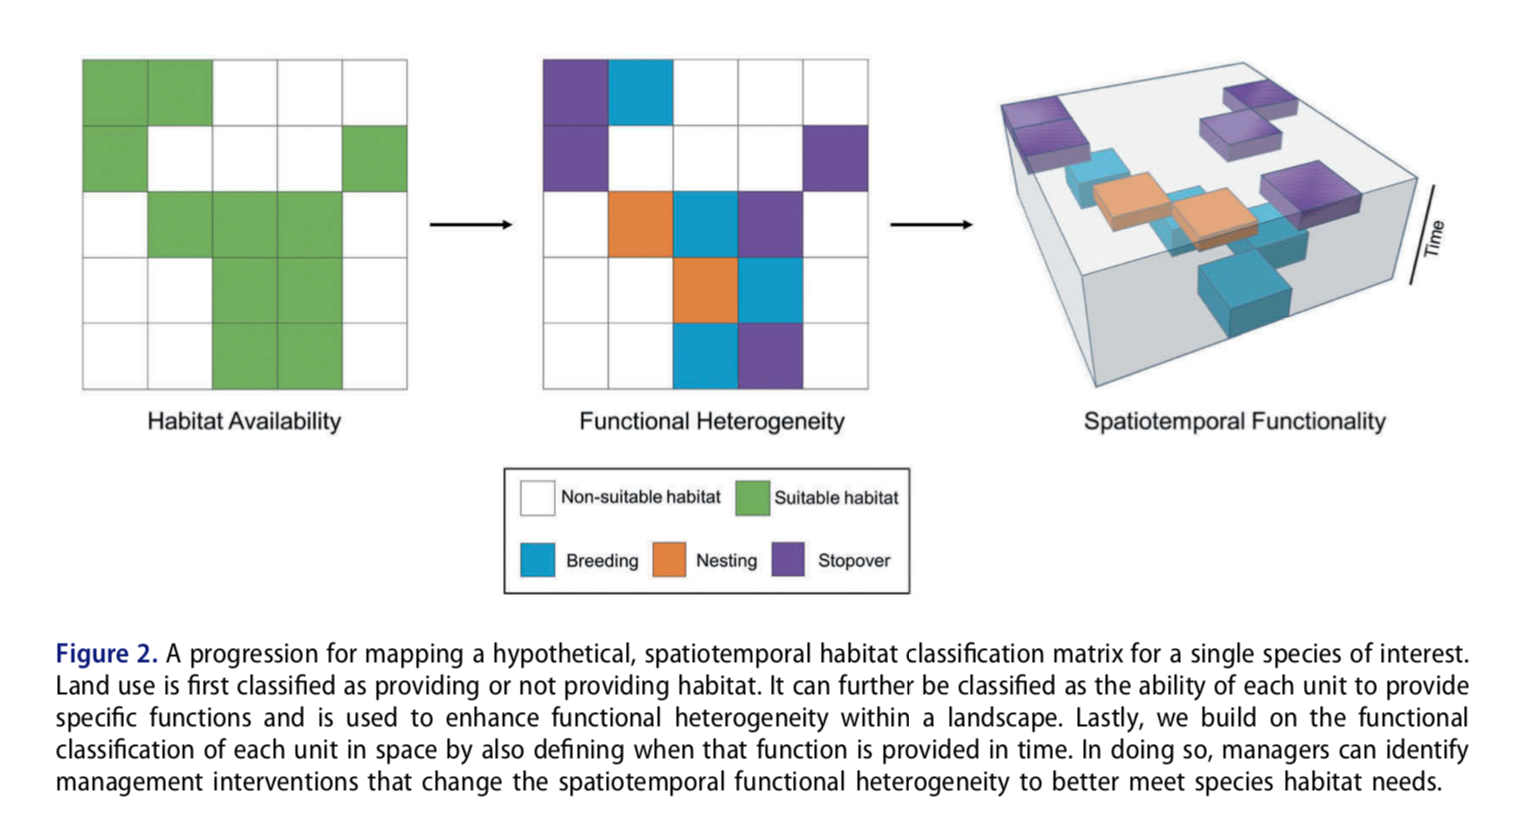 Time
Habitat Availability
Functional Heterogeneity
Spatiotemporal Functionality
Non-suitable habitat
Suitable habitat
Breeding
Nesting
Stopover
Figure 2. A progression for mapping a hypothetical, spatiotemporal habitat classification matrix for a single species of interest.
Land use is first classified as providing or not providing habitat. It can further be classified as the ability of each unit to provide
specific functions and is used to enhance functional heterogeneity within a landscape. Lastly, we build on the functional
classification of each unit in space by also defining when that function is provided in time. In doing so, managers can identify
management interventions that change the spatiotemporal functional heterogeneity to better meet species habitat needs.